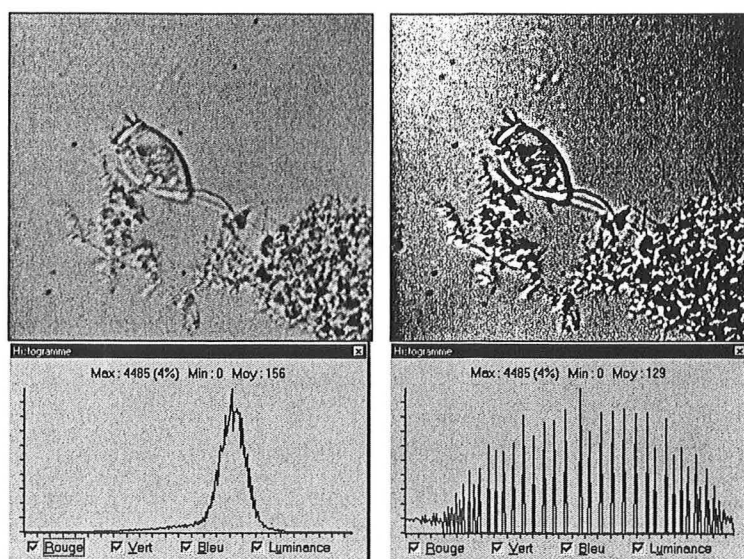 Histogramme
Max : 4485 (4%) Min : 0 Moy : 156
Rouge Vert Bleu Luminance
Histogramme
Max : 4485 (4%) Min : 0 Moy : 129
Rouge Vert Bleu Luminance